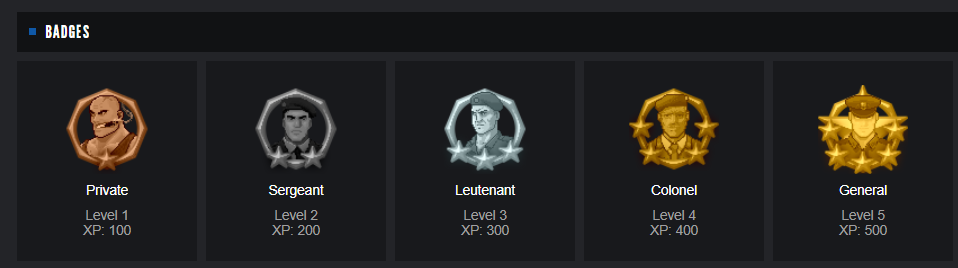 BADGES
Private
Level 1
XP: 100
Sergeant
Level 2
XP: 200
Leutenant
Level 3
XP: 300
Colonel
Level 4
XP: 400
General
Level 5
XP: 500